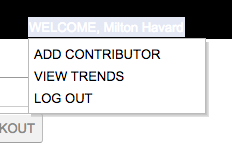 WELCOME, Milton Havard
ADD CONTRIBUTOR
VIEW TRENDS
LOG OUT
KOUT